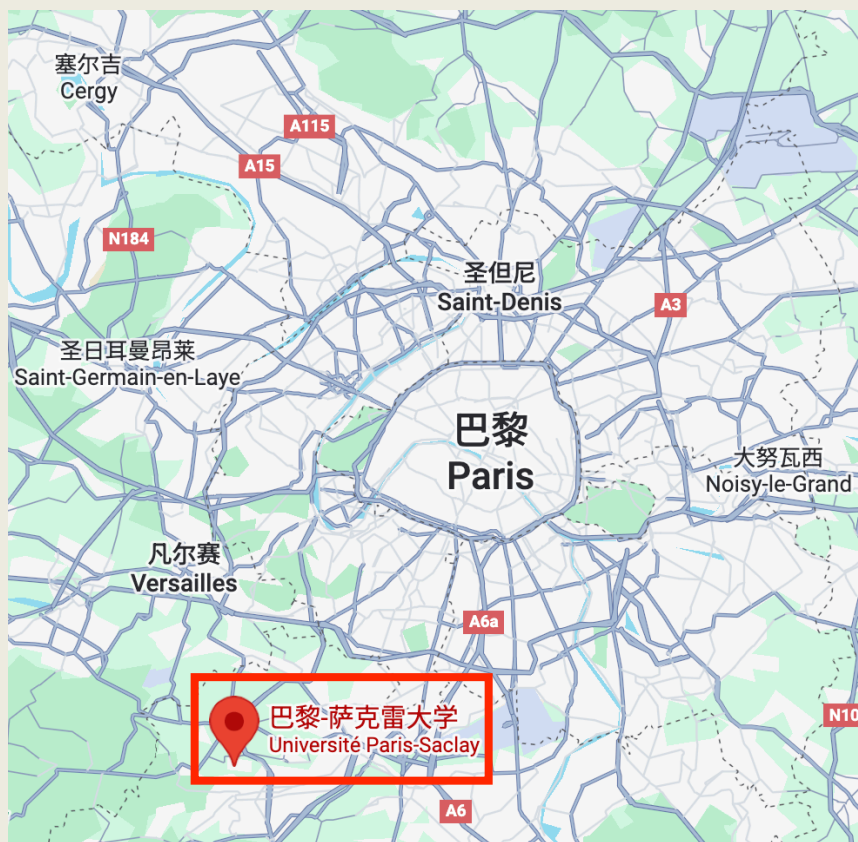 塞尔吉
Cergy
A115
A15
N184
圣但尼
Saint-Denis
A3
圣日耳曼昂莱
Saint-Germain-en-Laye
巴黎
Paris
大努瓦西
Noisy-le-Grand
凡尔赛
Versailles
A6a
巴黎-萨克雷大学
Université Paris-Saclay
N10
A6